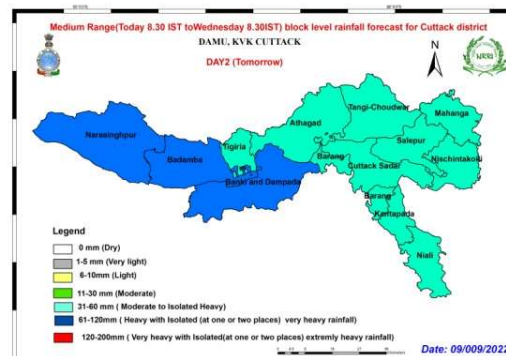 Medium Range(Today 8.30 IST toWednesday 8.30IST) block level rainfall forecast for Cuttack district
DAMU, KVK CUTTACK
DAY2 (Tomorrow)
N
NRRI
Tangi-Choudwar
Mahanga
Athagad
Narasinghpur
Salepur
Tigiria
Badamba
Barang
Nischintakoili
Cuttack Sadar
Banki and Dampada
Barang
Kantapada
Niali
Legend
0 mm (Dry)
1-5 mm (Very light)
6-10mm (Light)
11-30 mm (Moderate)
31-60 mm ( Moderate to Isolated Heavy)
61-120mm ( Heavy with Isolated(at one or two places) very heavy rainfall)
120-200mm ( Very heavy with Isolated(at one or two places) extremly heavy rainfall)
Date: 09/009/2022